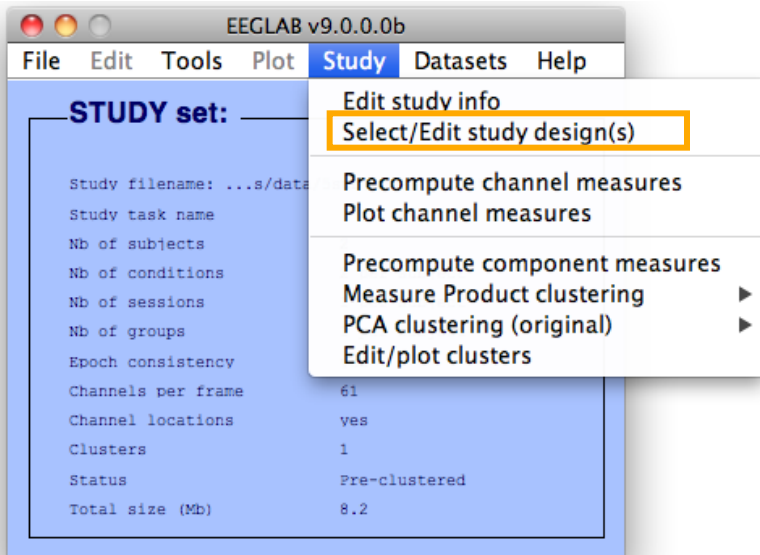 EEGLAB v9.0.0.0b
File Edit Tools Plot Study Datasets Help
STUDY set:
Edit study info
Select/Edit study design(s)
Precompute channel measures
Plot channel measures
Precompute component measures
Measure Product clustering
PCA clustering (original)
Edit/plot clusters
Study filename: ...s/data
Study task name
Nb of subjects
Nb of conditions
Nb of sessions
Nb of groups
Epoch consistency
Channels per frame 61
Channel locations yes
Clusters 1
Status Pre-clustered
Total size (Mb) 8.2